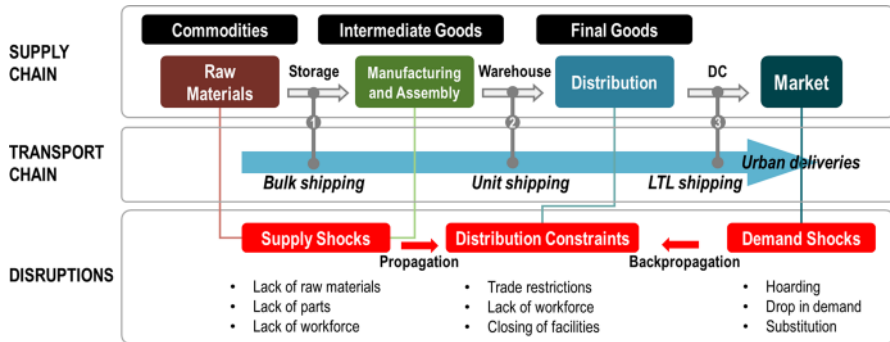 Commodities
Intermediate Goods
Final Goods
SUPPLY
CHAIN
Raw
Materials
Storage
Manufacturing
and Assembly
Warehouse
Distribution
DC
Market
1
2
3
TRANSPORT
CHAIN
Bulk shipping
Unit shipping
LTL shipping
Urban deliveries
DISRUPTIONS
Supply Shocks
Propagation
Distribution Constraints
Backpropagation
Demand Shocks
• Lack of raw materials
• Lack of parts
• Lack of workforce
• Trade restrictions
• Lack of workforce
• Closing of facilities
• Hoarding
• Drop in demand
• Substitution